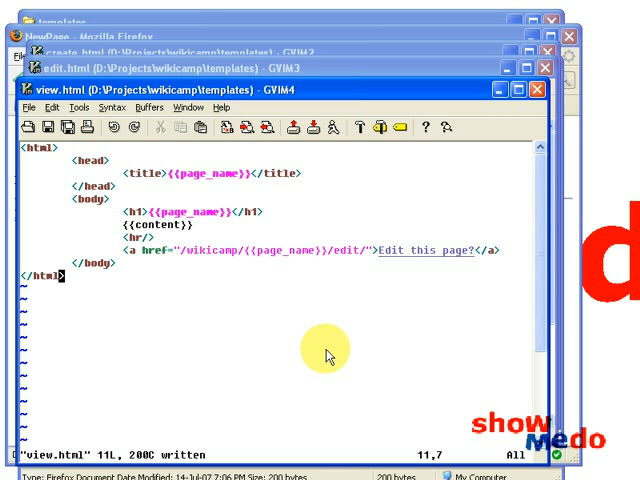 templates
NewPage - Mozilla Firefox
create.html (D:\Projects\wikicamp\templates) - GVIM2
edit.html (D:\Projects\wikicamp\templates) - GVIM3
view.html (D:\Projects\wikicamp\templates) - GVIM4
File Edit Tools Syntax Buffers Window Help
<html>
<head>
<title>{{page_name}}</title>
</head>
<body>
<h1>{{page_name}}</h1>
{{content}}
<hr/>
<a href="/wikicamp/{{page_name}}/edit/">Edit this page?</a>
</body>
</html>
~
~
~
~
~
~
~
~
~
~
~
~
~
d
showmedo
"view.html" 11L, 200C written 11,7 All
Type: Firefox Document Date Modified: 14-Jul-07 7:06 PM Size: 200 bytes 200 bytes My Computer